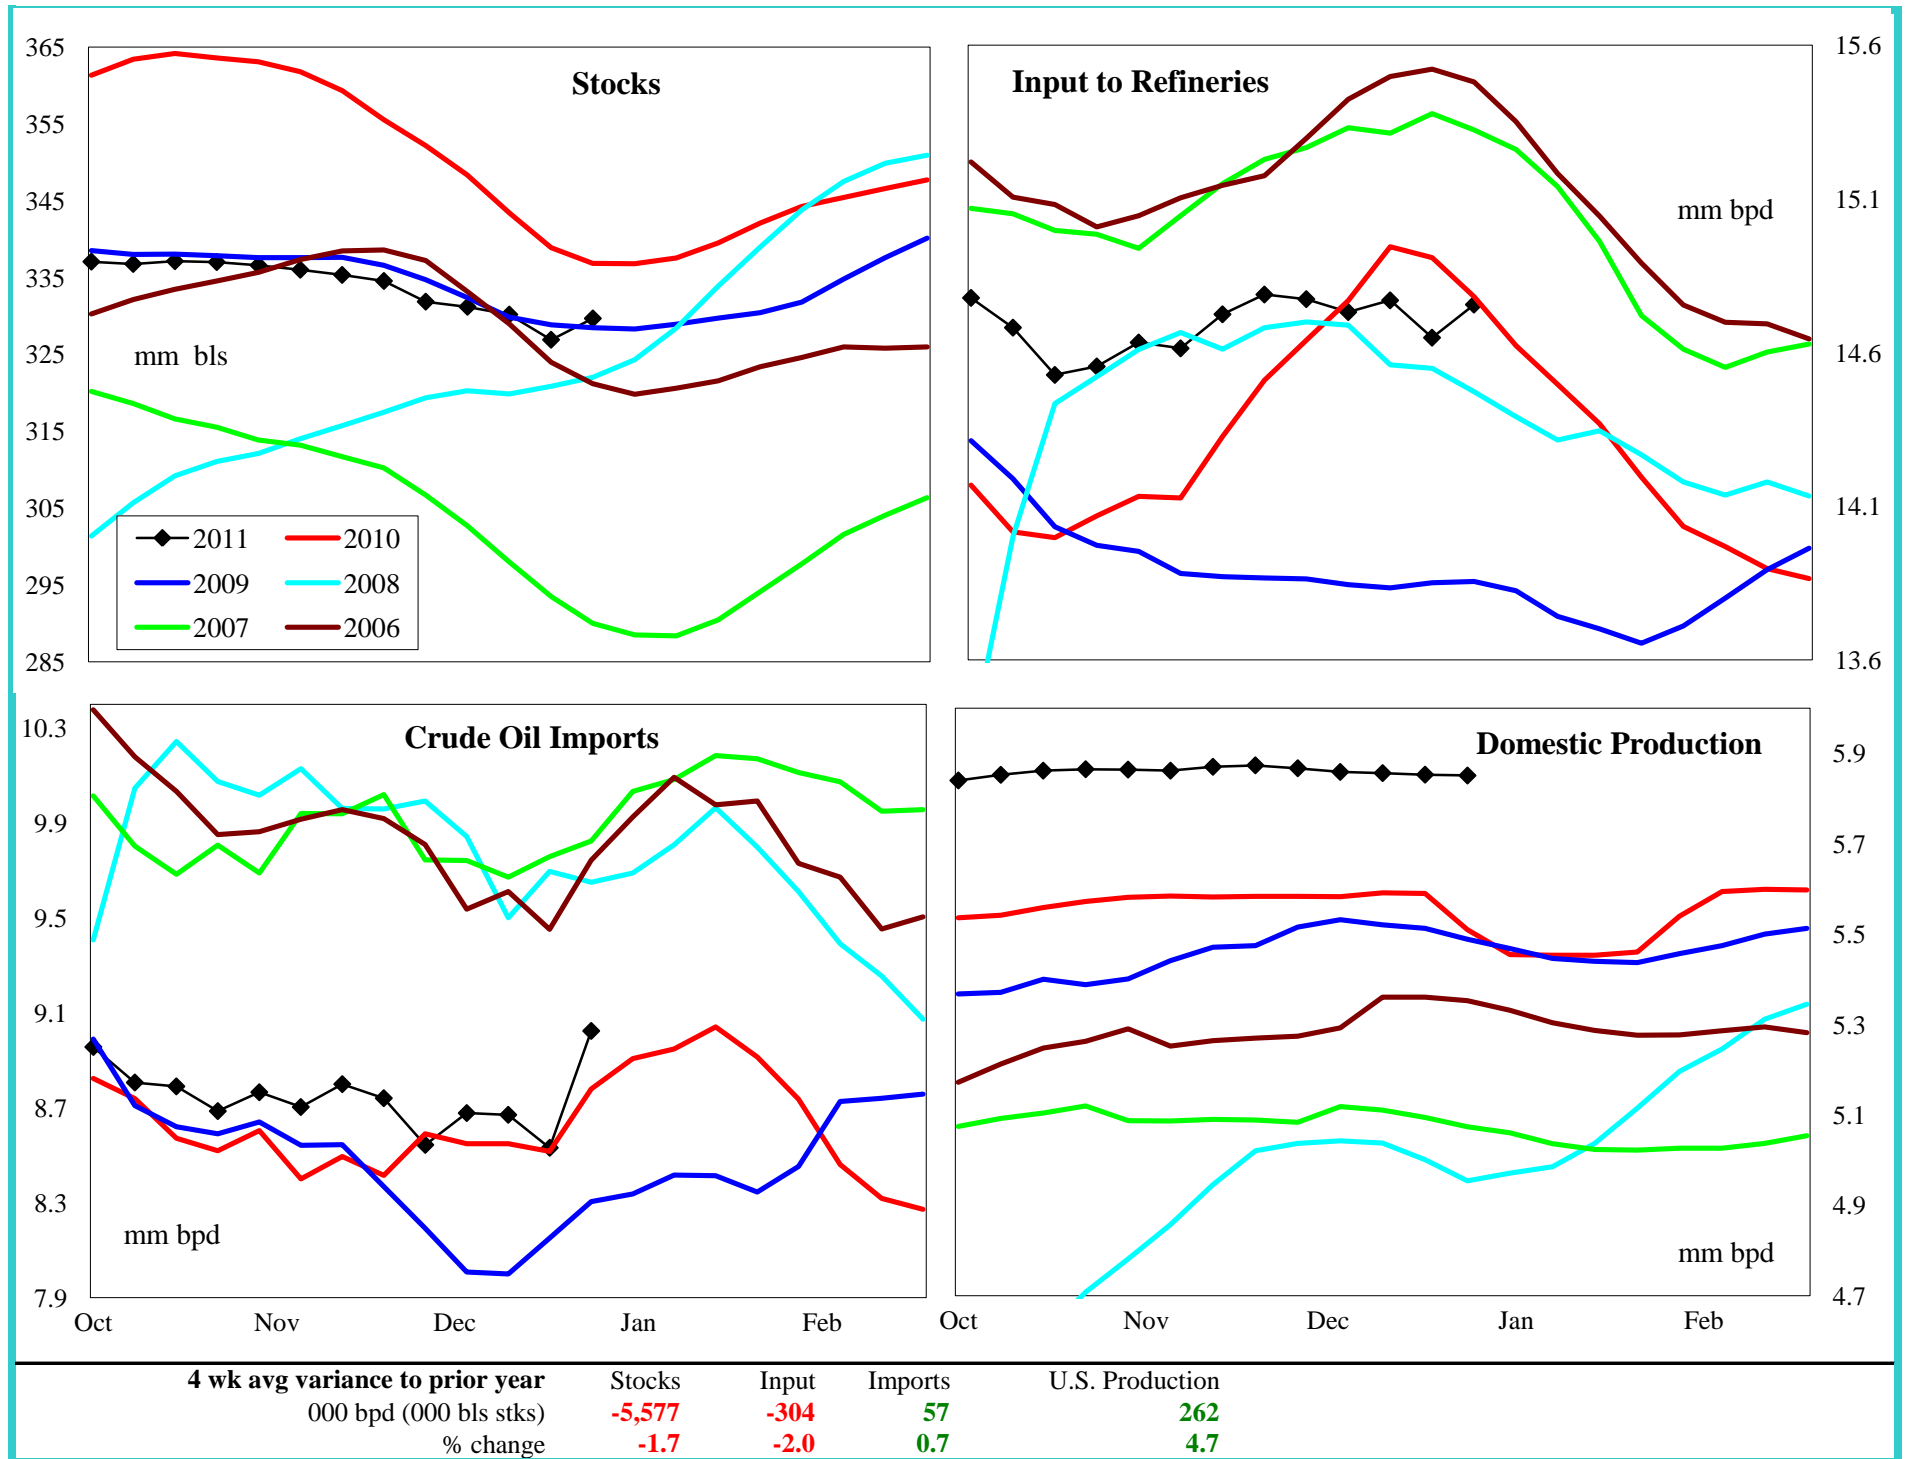 Stocks
365
355
345
335
325
315
305
295
285
mm bls
2011 2010
2009 2008
2007 2006
Input to Refineries
mm bpd
15.6
15.1
14.6
14.1
13.6
Crude Oil Imports
10.3
9.9
9.5
9.1
8.7
8.3
7.9
mm bpd
Oct Nov Dec Jan Feb
Domestic Production
5.9
5.7
5.5
5.3
5.1
4.9
4.7
mm bpd
Oct Nov Dec Jan Feb
4 wk avg variance to prior year Stocks Input Imports U.S. Production
000 bpd (000 bls stks) -5,577 -304 57 262
% change -1.7 -2.0 0.7 4.7